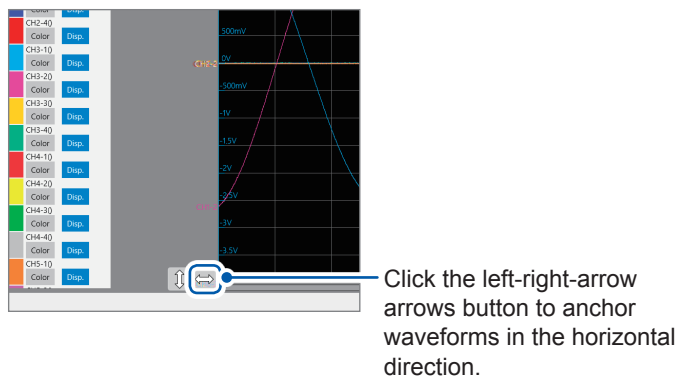 CH2-4()
Color Disp.
CH3-1()
Color Disp.
CH3-2()
Color Disp.
CH3-3()
Color Disp.
CH3-4()
Color Disp.
CH4-1()
Color Disp.
CH4-2()
Color Disp.
CH4-3()
Color Disp.
CH4-4()
Color Disp.
CH5-1()
Color Disp.
500mV
0V
-500mV
-1V
-1.5V
-2V
-2.5V
-3V
-3.5V
Click the left-right-arrow
arrows button to anchor
waveforms in the horizontal
direction.